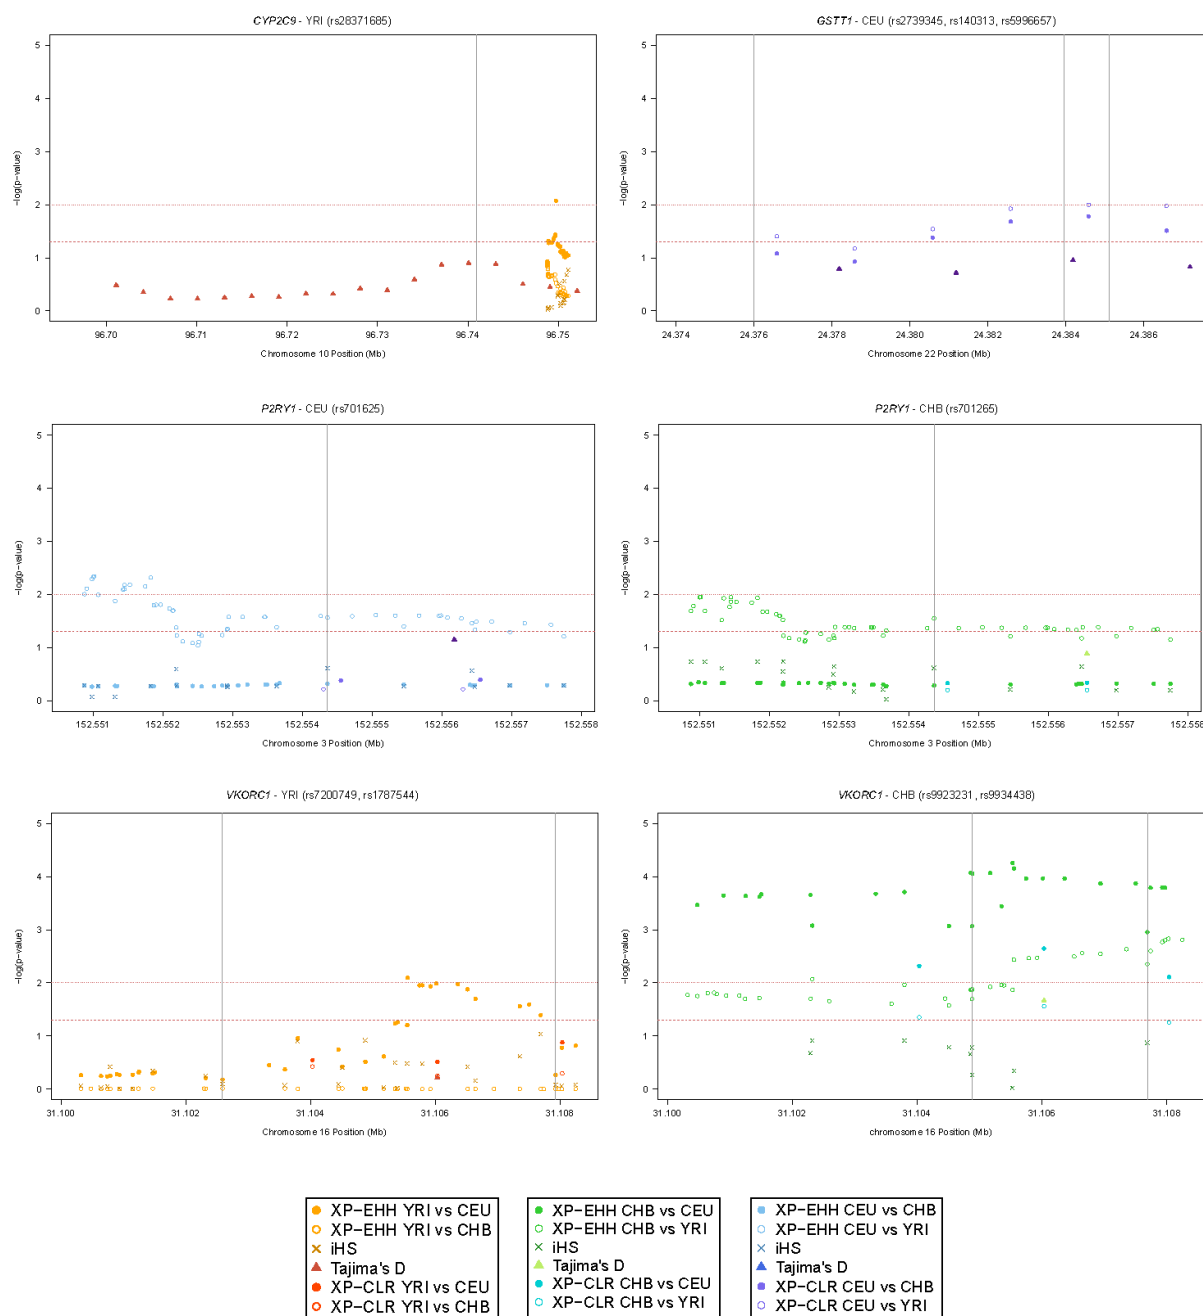 CYP2C9 - YRI (rs28371685)
5
4
3
2
1
0
-log(p-value)
96.70
96.71
96.72
96.73
96.74
96.75
Chromosome 10 Position (Mb)
GSTT1 - CEU (rs2739345, rs140313, rs5996657)
5
4
3
2
1
0
-log(p-value)
24.374
24.376
24.378
24.380
24.382
24.384
24.386
Chromosome 22 Position (Mb)
P2RY1 - CEU (rs701625)
5
4
3
2
1
0
-log(p-value)
152.551
152.552
152.553
152.554
152.555
152.556
152.557
152.558
Chromosome 3 Position (Mb)
P2RY1 - CHB (rs701265)
5
4
3
2
1
0
-log(p-value)
152.551
152.552
152.553
152.554
152.555
152.556
152.557
152.558
Chromosome 3 Position (Mb)
VKORC1 - YRI (rs7200749, rs1787544)
5
4
3
2
1
0
-log(p-value)
31.100
31.102
31.104
31.106
31.108
Chromosome 16 Position (Mb)
VKORC1 - CHB (rs9923231, rs9934438)
5
4
3
2
1
0
-log(p-value)
31.100
31.102
31.104
31.106
31.108
chromosome 16 Position (Mb)
XP-EHH YRI vs CEU
XP-EHH YRI vs CHB
iHS
Tajima's D
XP-CLR YRI vs CEU
XP-CLR YRI vs CHB
XP-EHH CHB vs CEU
XP-EHH CHB vs YRI
iHS
Tajima's D
XP-CLR CHB vs CEU
XP-CLR CHB vs YRI
XP-EHH CEU vs CHB
XP-EHH CEU vs YRI
iHS
Tajima's D
XP-CLR CEU vs CHB
XP-CLR CEU vs YRI